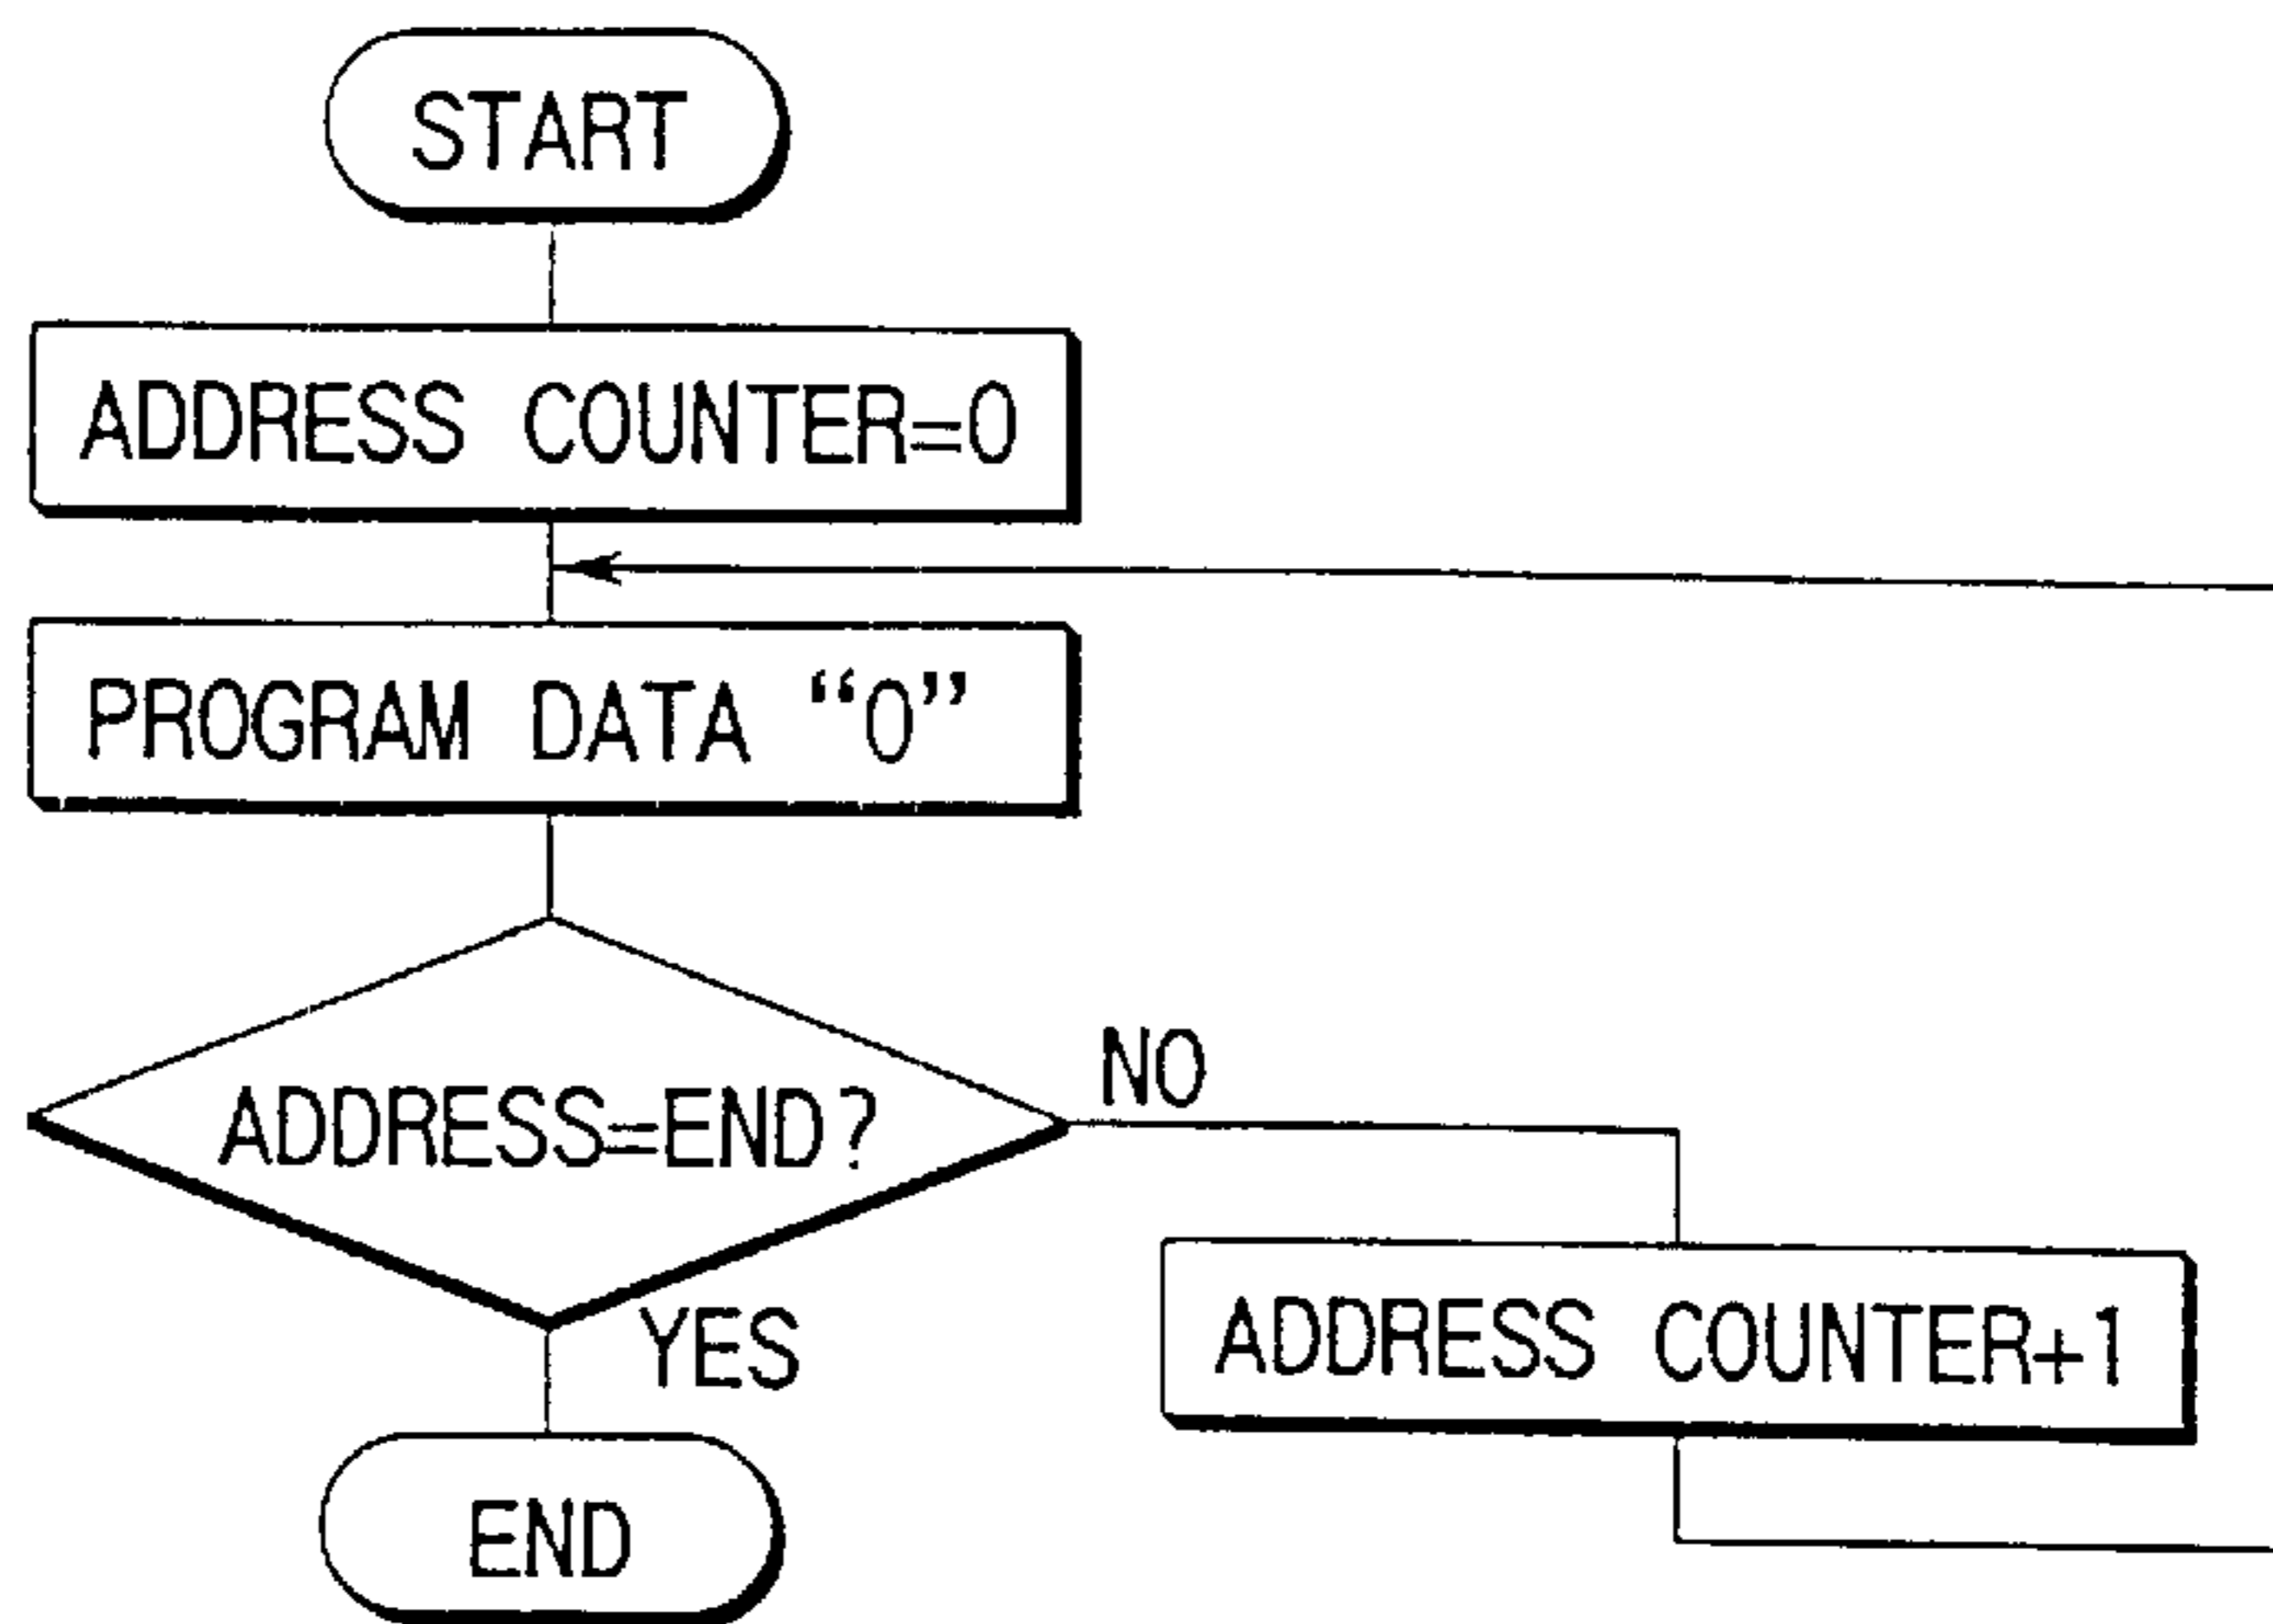 START
ADDRESS COUNTER=0
PROGRAM DATA “0”
ADDRESS=END?
NO
YES
ADDRESS COUNTER+1
END